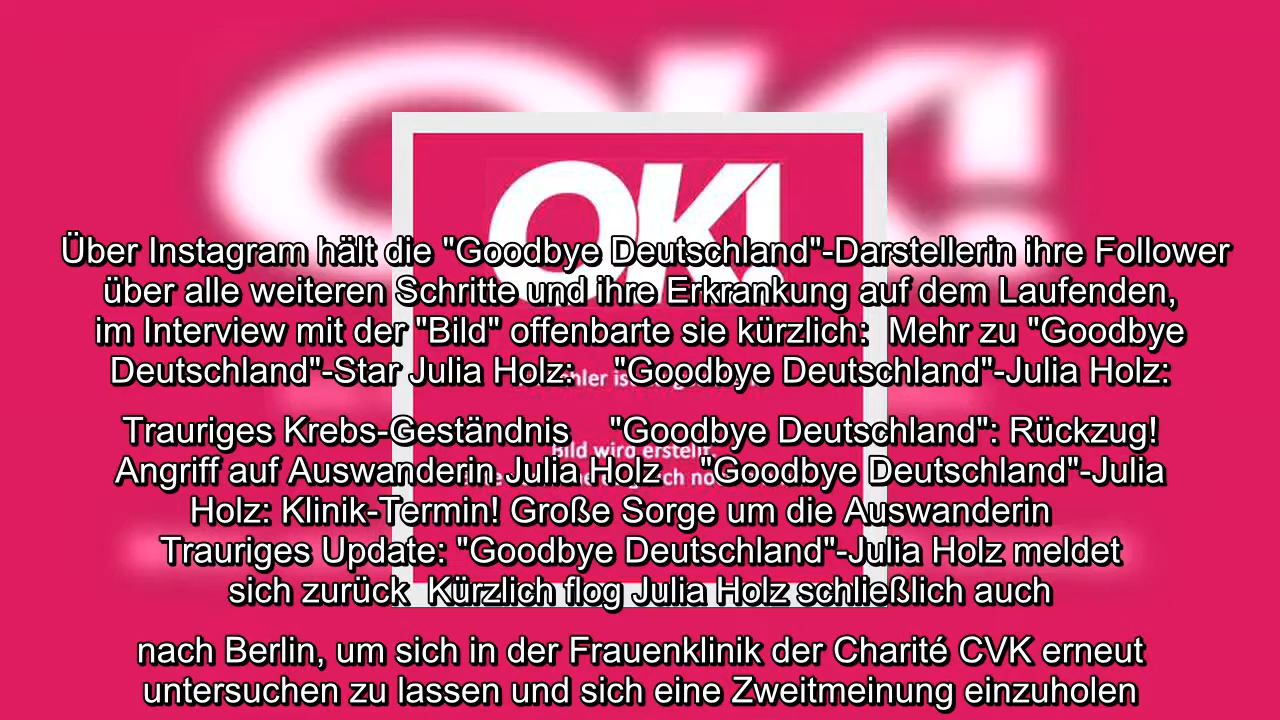 OK!
Über Instagram hält die "Goodbye Deutschland"-Darstellerin ihre Follower
über alle weiteren Schritte und ihre Erkrankung auf dem Laufenden,
im Interview mit der "Bild" offenbarte sie kürzlich: Mehr zu "Goodbye
Deutschland"-Star Julia Holz: "Goodbye Deutschland"-Julia Holz:
Trauriges Krebs-Geständnis "Goodbye Deutschland": Rückzug!
Bild wird erstellt.
Angriff auf Auswanderin Julia Holz "Goodbye Deutschland"-Julia
Holz: Klinik-Termin! Große Sorge um die Auswanderin
Trauriges Update: "Goodbye Deutschland"-Julia Holz meldet
sich zurück Kürzlich flog Julia Holz schließlich auch
nach Berlin, um sich in der Frauenklinik der Charité CVK erneut
untersuchen zu lassen und sich eine Zweitmeinung einzuholen